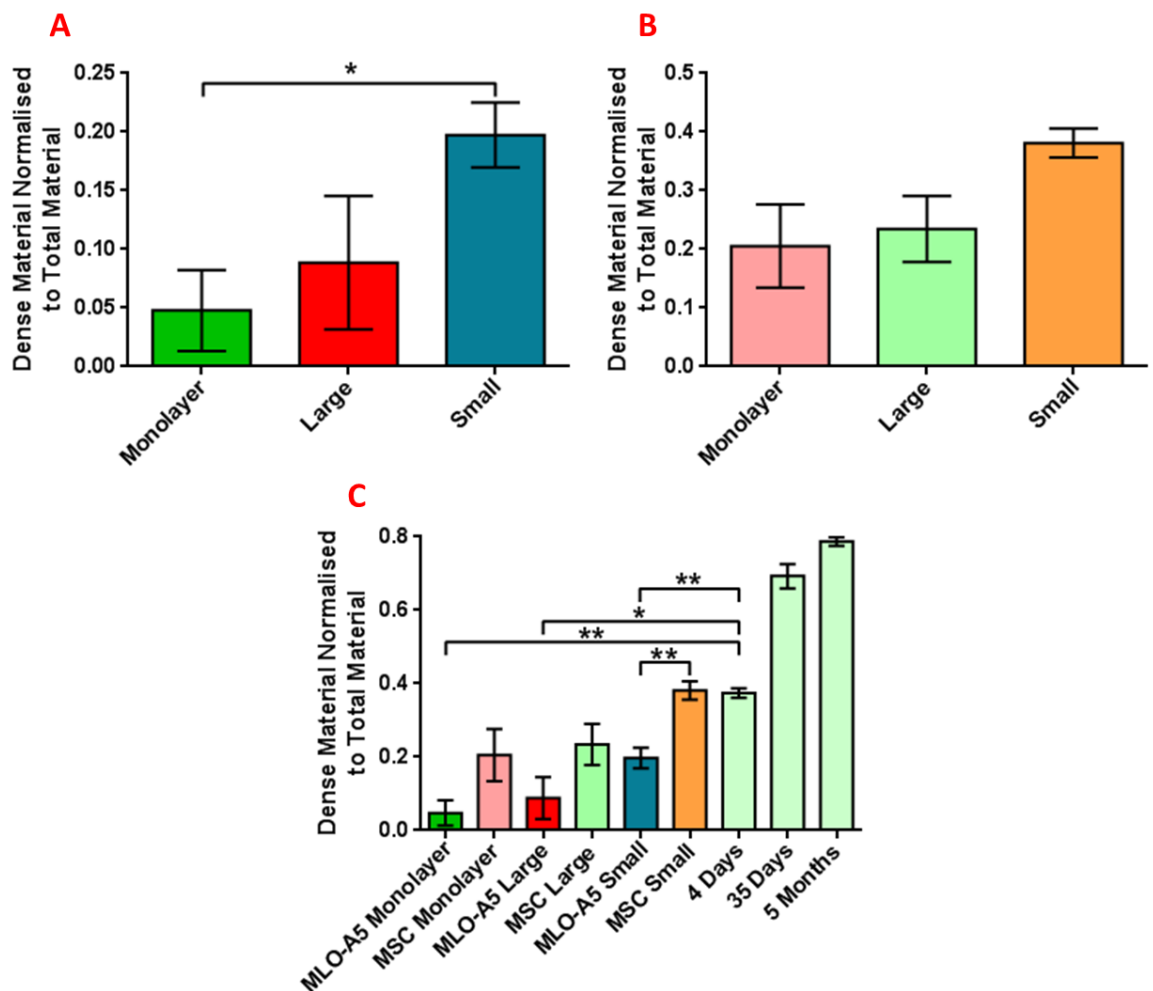 A
Dense Material Normalised
to Total Material
0.25
0.20
0.15
0.10
0.05
0.00
*
Monolayer
Large
Small
B
Dense Material Normalised
to Total Material
0.5
0.4
0.3
0.2
0.1
0.0
Monolayer
Large
Small
C
Dense Material Normalised
to Total Material
0.8
0.6
0.4
0.2
0.0
**
*
**
**
MLO-A5 Monolayer
MSC Monolayer
MLO-A5 Large
MSC Large
MLO-A5 Small
MSC Small
4 Days
35 Days
5 Months